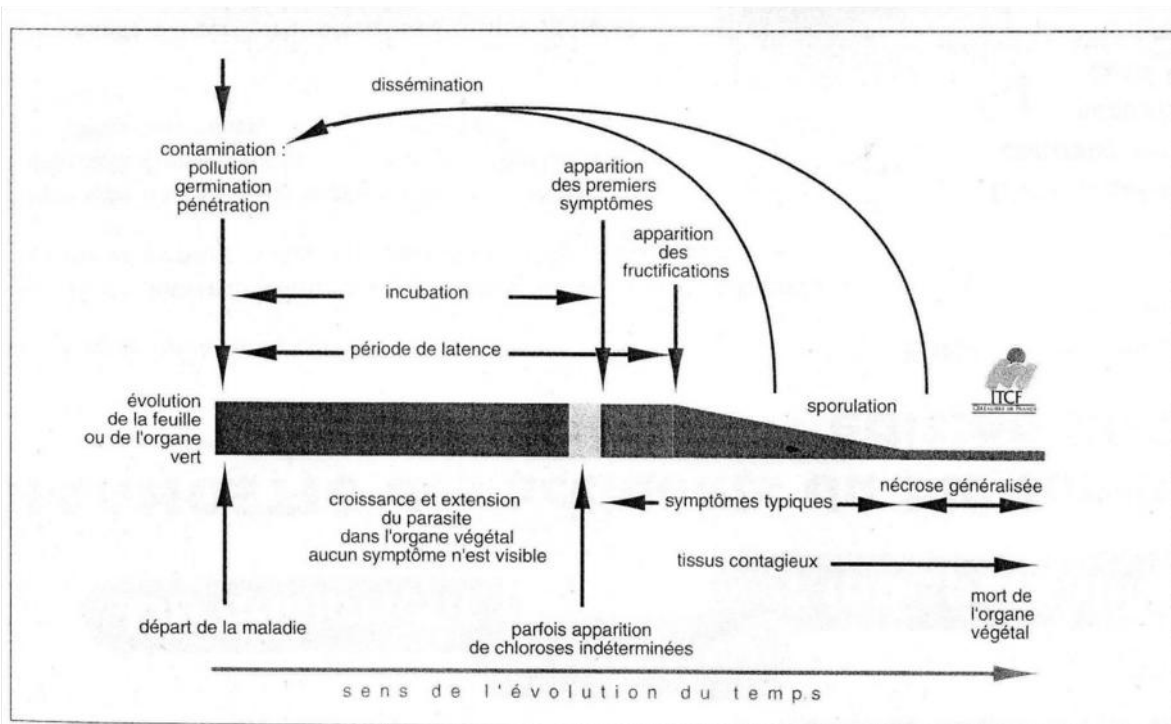 dissémination
contamination :
pollution
germination
pénétration
apparition
des premiers
symptômes
apparition
des
fructifications
incubation
période de latence
évolution
de la feuille
ou de l'organe
vert
sporulation
ITCF
CÉRÉALIERS DE FRANCE
croissance et extension
du parasite
dans l'organe végétal
aucun symptôme n'est visible
symptômes typiques
nécrose généralisée
tissus contagieux
départ de la maladie
parfois apparition
de chloroses indéterminées
mort de
l'organe
végétal
sens de l'évolution du temps